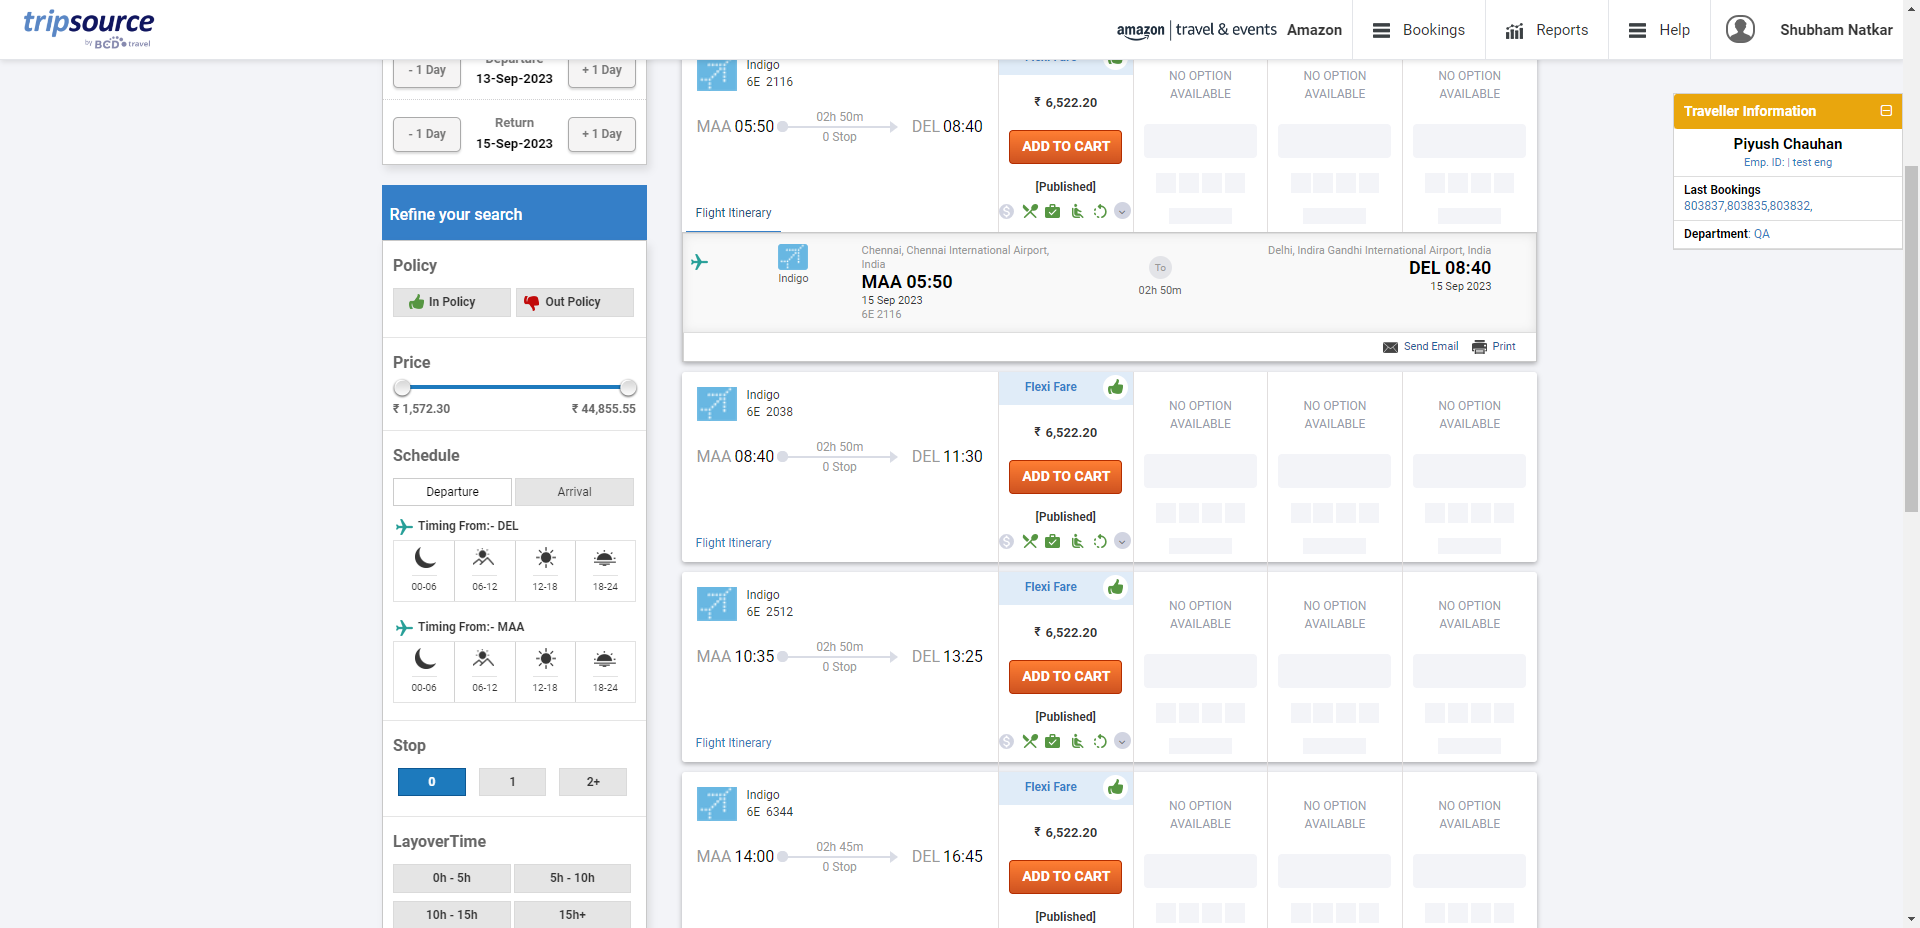 tripsource
by BCD travel
amazon | travel & events Amazon
Bookings
Reports
Help
Shubham Natkar
- 1 Day
Departure
13-Sep-2023
+ 1 Day
- 1 Day
Return
15-Sep-2023
+ 1 Day
Refine your search
Policy
In Policy
Out Policy
Price
₹ 1,572.30
₹ 44,855.55
Schedule
Departure
Arrival
Timing From:- DEL
00-06
06-12
12-18
18-24
Timing From:- MAA
00-06
06-12
12-18
18-24
Stop
0
1
2+
LayoverTime
0h - 5h
5h - 10h
10h - 15h
15h+
Indigo
6E 2116
MAA 05:50
02h 50m
0 Stop
DEL 08:40
Flight Itinerary
Flexi Fare
₹ 6,522.20
ADD TO CART
[Published]
NO OPTION
AVAILABLE
NO OPTION
AVAILABLE
NO OPTION
AVAILABLE
Indigo
Chennai, Chennai International Airport,
India
MAA 05:50
15 Sep 2023
6E 2116
To
02h 50m
Delhi, Indira Gandhi International Airport, India
DEL 08:40
15 Sep 2023
Send Email
Print
Indigo
6E 2038
MAA 08:40
02h 50m
0 Stop
DEL 11:30
Flight Itinerary
Flexi Fare
₹ 6,522.20
ADD TO CART
[Published]
NO OPTION
AVAILABLE
NO OPTION
AVAILABLE
NO OPTION
AVAILABLE
Indigo
6E 2512
MAA 10:35
02h 50m
0 Stop
DEL 13:25
Flight Itinerary
Flexi Fare
₹ 6,522.20
ADD TO CART
[Published]
NO OPTION
AVAILABLE
NO OPTION
AVAILABLE
NO OPTION
AVAILABLE
Indigo
6E 6344
MAA 14:00
02h 45m
0 Stop
DEL 16:45
Flexi Fare
₹ 6,522.20
ADD TO CART
[Published]
NO OPTION
AVAILABLE
NO OPTION
AVAILABLE
NO OPTION
AVAILABLE
Traveller Information
Piyush Chauhan
Emp. ID: | test eng
Last Bookings
803837,803835,803832,
Department: QA